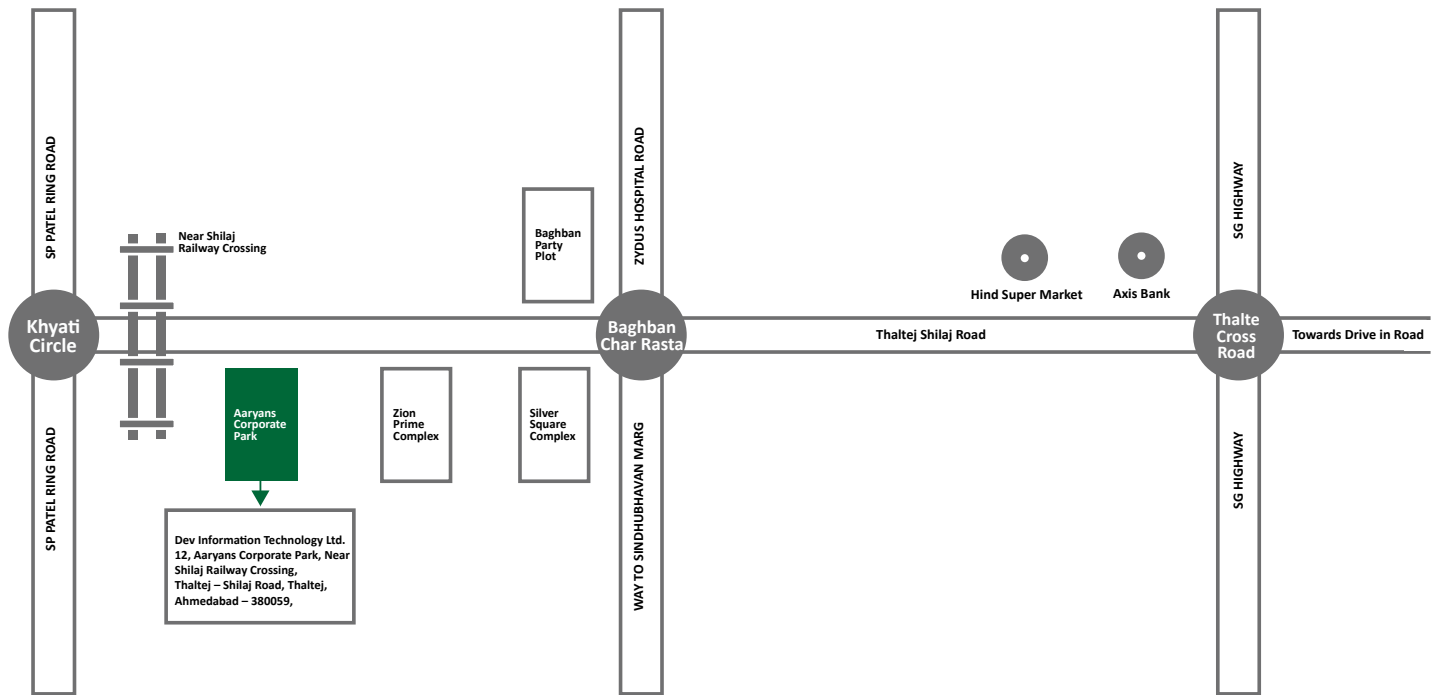 SP PATEL RING ROAD
ZYDUS HOSPITAL ROAD
SG HIGHWAY
Near Shilaj
Railway Crossing
Baghban
Party
Plot
Hind Super Market
Axis Bank
Khyati
Circle
Baghban
Char Rasta
Thaltej Shilaj Road
Thalte
Cross
Road
Towards Drive in Road
SP PATEL RING ROAD
Aaryans
Corporate
Park
Zion
Prime
Complex
Silver
Square
Complex
WAY TO SINDHUBHAVAN MARG
SG HIGHWAY
Dev Information Technology Ltd.
12, Aaryans Corporate Park, Near
Shilaj Railway Crossing,
Thaltej – Shilaj Road, Thaltej,
Ahmedabad – 380059,